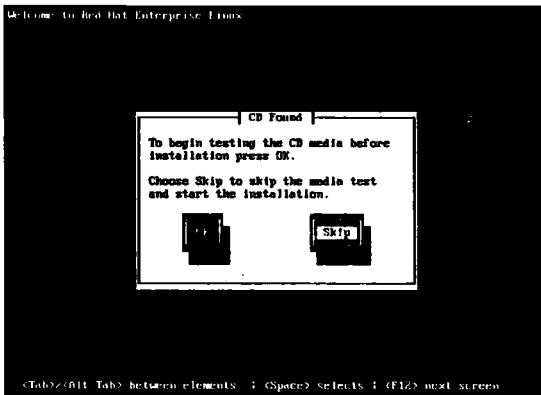 Welcome to Red Hat Enterprise Linux
CD Found
To begin testing the CD media before
installation press OK.
Choose Skip to skip the media test
and start the installation.
Skip
<Tab>/<Alt Tab> between elements | <Space> selects | <F12> next screen